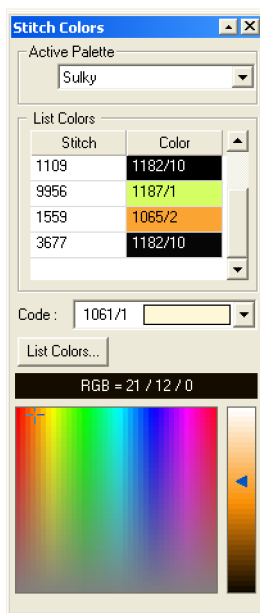 Stitch Colors
Active Palette
Sulky
List Colors
Stitch Color
1109 1182/10
9956 1187/1
1559 1065/2
3677 1182/10
Code : 1061/1
List Colors...
RGB = 21 / 12 / 0